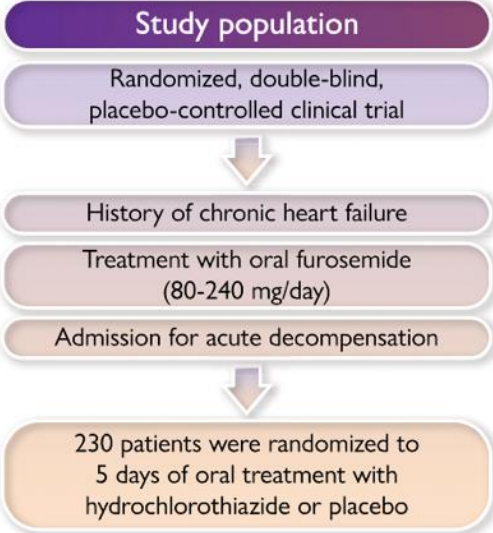 Study population
Randomized, double-blind,
placebo-controlled clinical trial
History of chronic heart failure
Treatment with oral furosemide
(80-240 mg/day)
Admission for acute decompensation
230 patients were randomized to
5 days of oral treatment with
hydrochlorothiazide or placebo